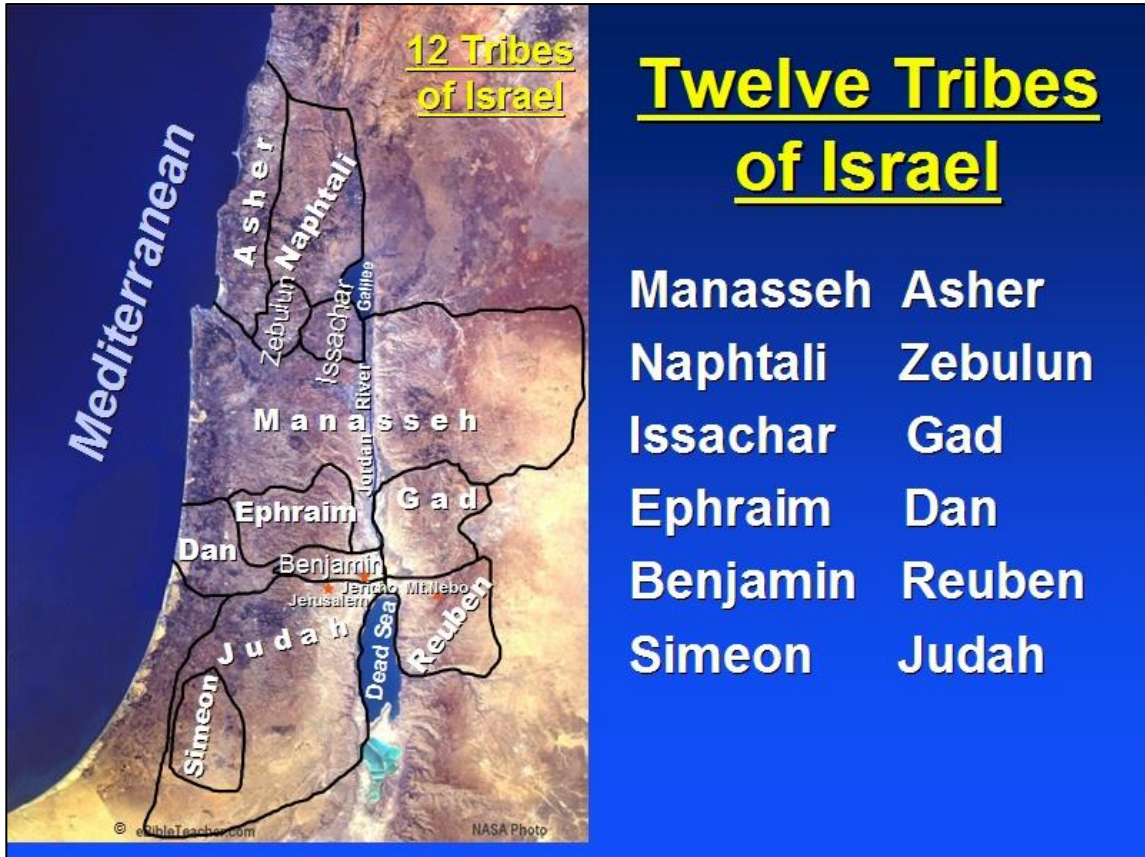 12 Tribes
of Israel
Mediterranean
Asher
Naphtali
Zebulun
Issachar
Galilee
Manasseh
Jordan River
Ephraim
Gad
Dan
Benjamin
Jericho
Mt.Nebo
Jerusalem
Judah
Dead Sea
Reuben
Simeon
© eBibleTeacher.com
NASA Photo
Twelve Tribes
of Israel
Manasseh Asher
Naphtali Zebulun
Issachar Gad
Ephraim Dan
Benjamin Reuben
Simeon Judah